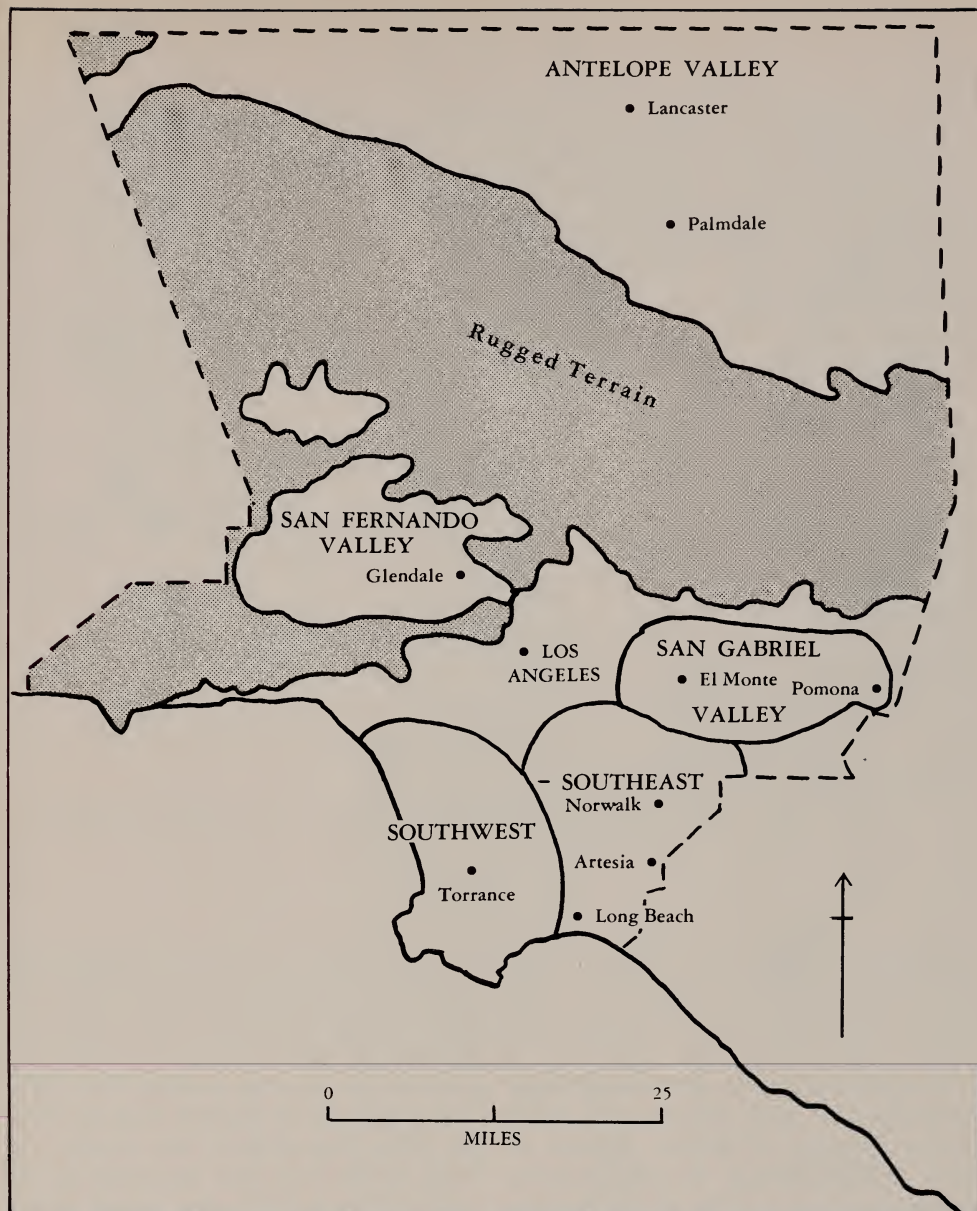 ANTELOPE VALLEY
Lancaster
Palmdale
Rugged Terrain
SAN FERNANDO
VALLEY
Glendale
LOS
ANGELES
SAN GABRIEL
El Monte
Pomona
VALLEY
SOUTHEAST
Norwalk
SOUTHWEST
Artesia
Torrance
Long Beach
0 25
MILES